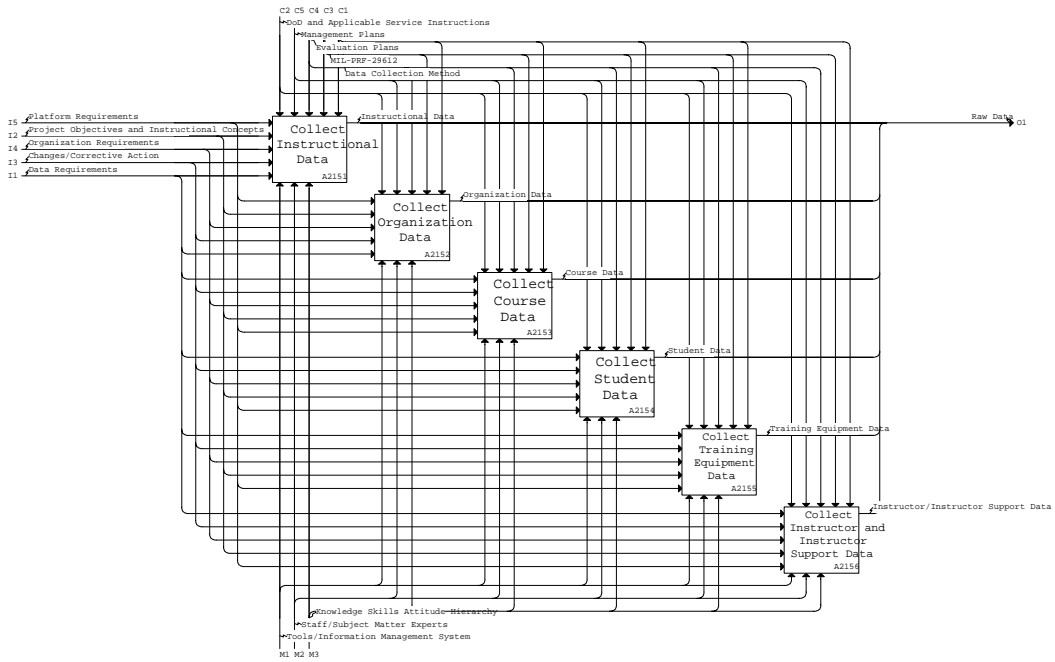 C2 C5 C4 C3 C1
DoD and Applicable Service Instructions
Management Plans
Evaluation Plans
MIL-PRF-29612
Data Collection Method
I5 Platform Requirements
I2 Project Objectives and Instructional Concepts
I4 Organization Requirements
I3 Changes/Corrective Action
I1 Data Requirements
Collect
Instructional
Data
A2151
Instructional Data
Raw Data O1
Collect
Organization
Data
A2152
Organization Data
Collect
Course
Data
A2153
Course Data
Collect
Student
Data
A2154
Student Data
Collect
Training
Equipment
Data
A2155
Training Equipment Data
Collect
Instructor and
Instructor
Support Data
A2156
Instructor/Instructor Support Data
Knowledge Skills Attitude Hierarchy
Staff/Subject Matter Experts
Tools/Information Management System
M1 M2 M3